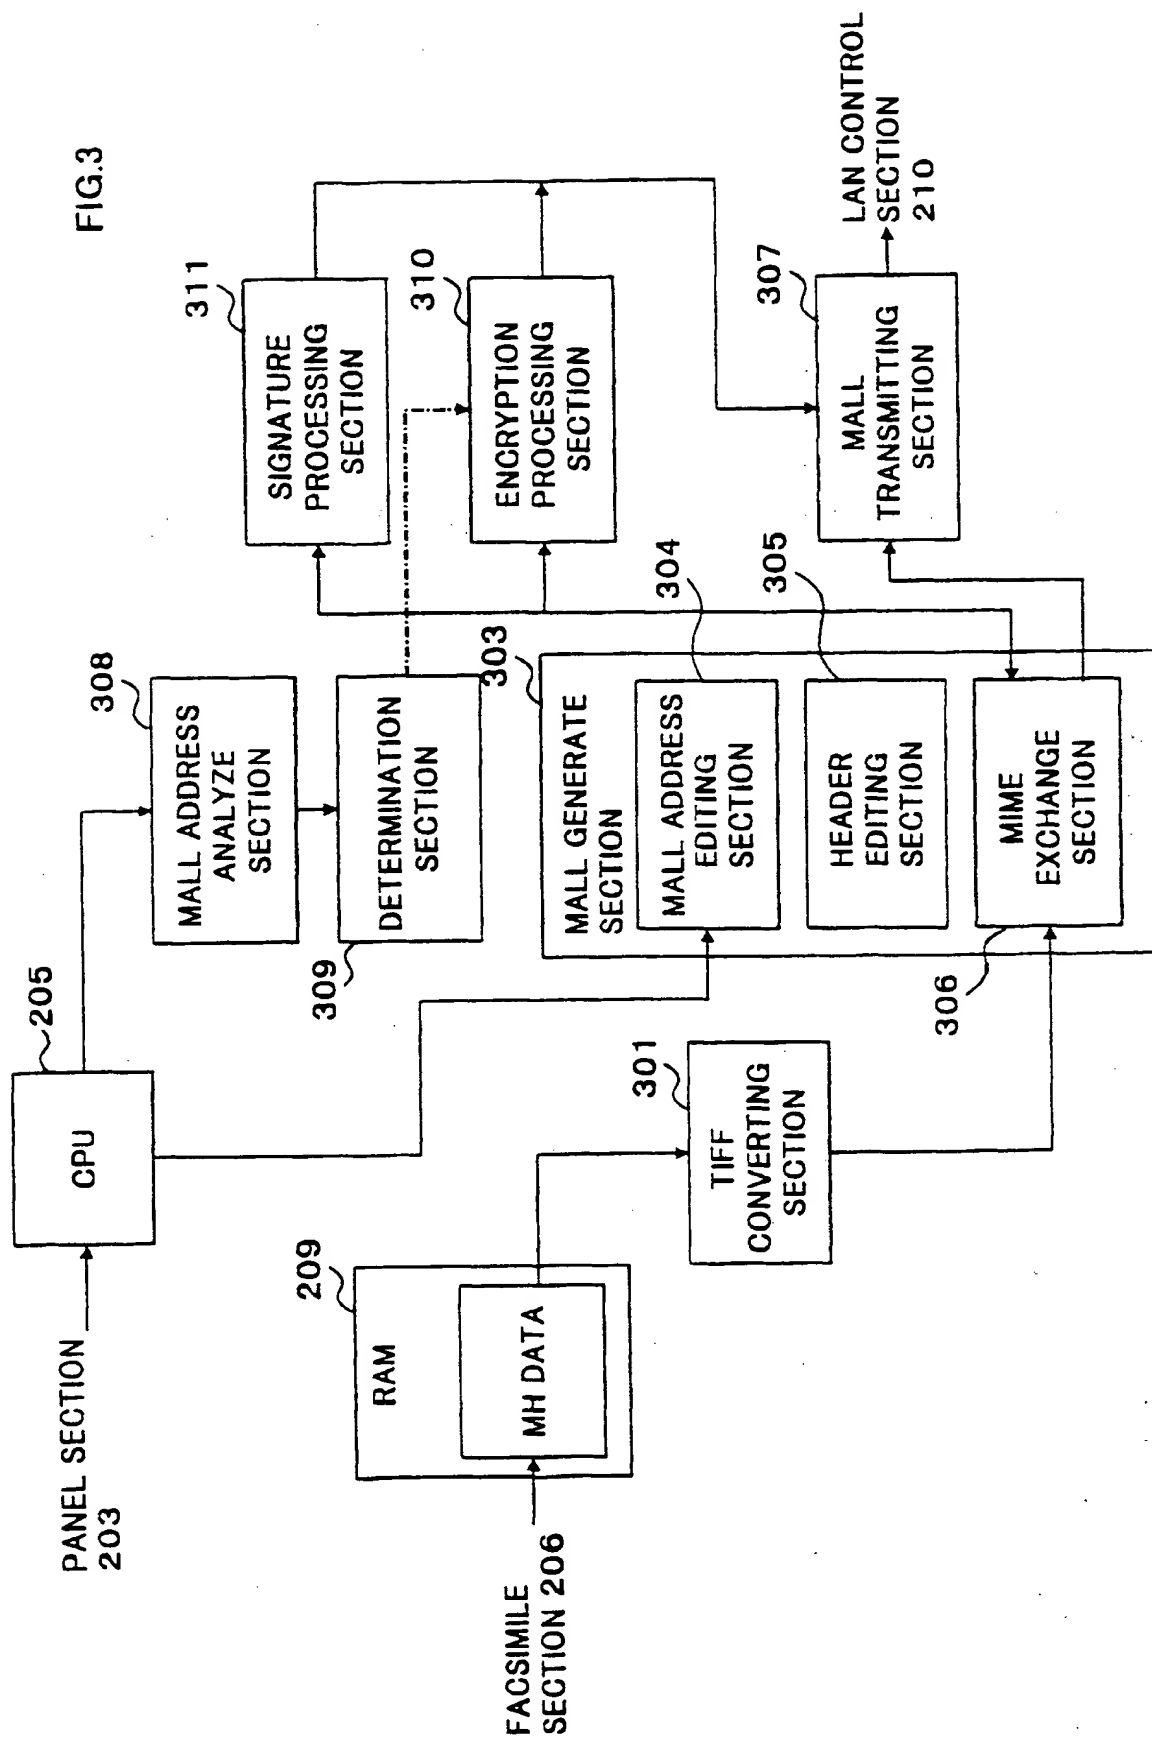 FIG.3
PANEL SECTION
203
CPU
205
MALL ADDRESS
ANALYZE
SECTION
308
DETERMINATION
SECTION
309
SIGNATURE
PROCESSING
SECTION
311
ENCRYPTION
PROCESSING
SECTION
310
RAM
209
MH DATA
FACSIMILE
SECTION 206
TIFF
CONVERTING
SECTION
301
MALL GENERATE
SECTION
303
MALL ADDRESS
EDITING
SECTION
304
HEADER
EDITING
SECTION
305
MIME
EXCHANGE
SECTION
306
MALL
TRANSMITTING
SECTION
307
LAN CONTROL
SECTION
210